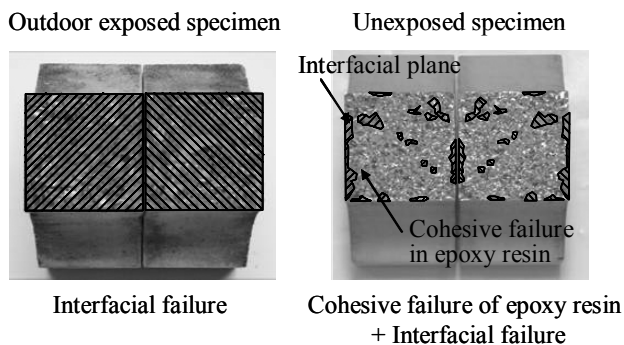 Outdoor exposed specimen
Unexposed specimen
Interfacial plane
Cohesive failure
in epoxy resin
Interfacial failure
Cohesive failure of epoxy resin
+ Interfacial failure